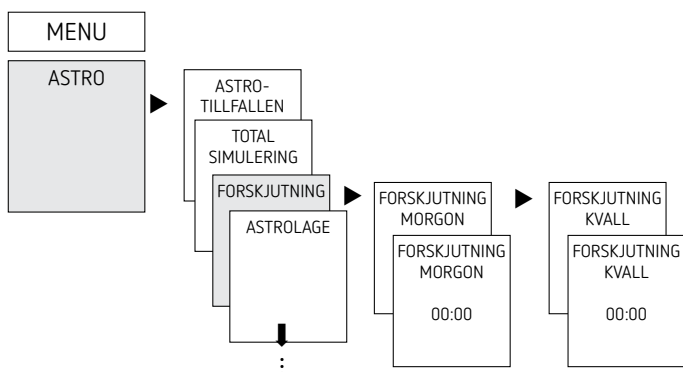 MENU
ASTRO
ASTRO-
TILLFALLEN
TOTAL
SIMULERING
FORSKJUTNING
ASTROLAGE
FORSKJUTNING
MORGON
FORSKJUTNING
MORGON
00:00
FORSKJUTNING
KVALL
FORSKJUTNING
KVALL
00:00